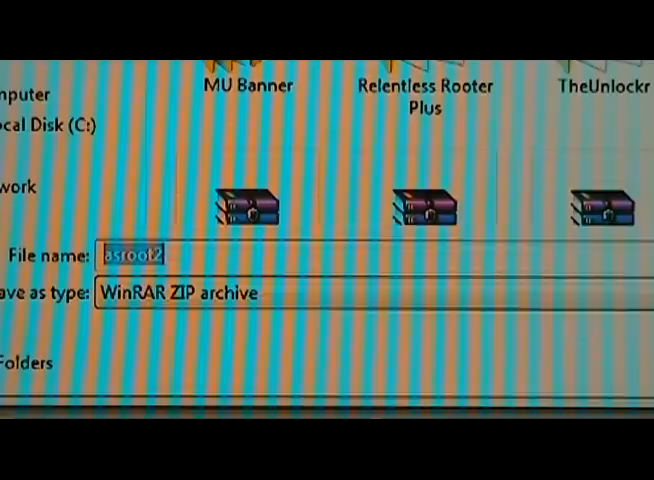 MU Banner
Relentless Rooter
Plus
TheUnlockr
mputer
ocal Disk (C:)
work
File name: asroot2
ave as type: WinRAR ZIP archive
Folders